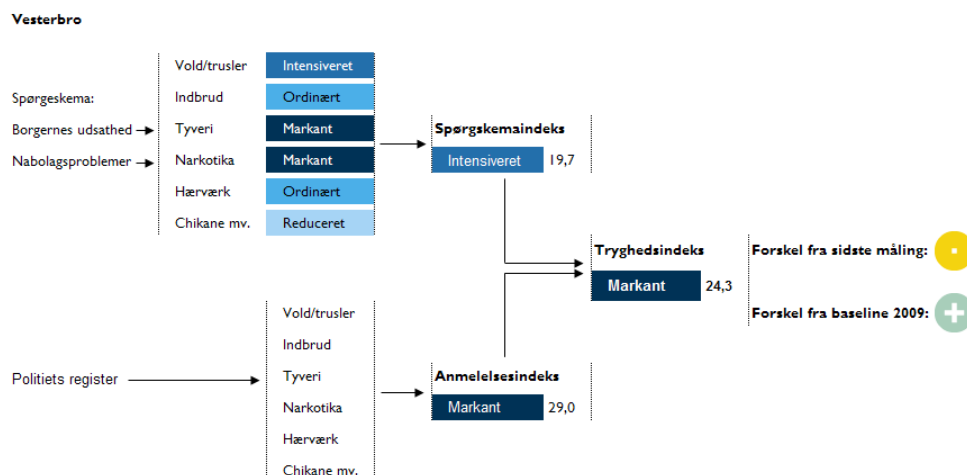 Vesterbro
Vold/trusler Intensiveret
Spørgeskema: Indbrud Ordinært
Borgernes udsathed Tyveri Markant
Nabolagsproblemer Narkotika Markant
Hærværk Ordinært
Chikane mv. Reduceret
Spørgskemaindeks
Intensiveret 19,7
Tryghedsindeks
Markant 24,3
Forskel fra sidste måling:
Forskel fra baseline 2009:
Politiets register
Vold/trusler
Indbrud
Tyveri
Narkotika
Hærværk
Chikane mv.
Anmelelsesindeks
Markant 29,0